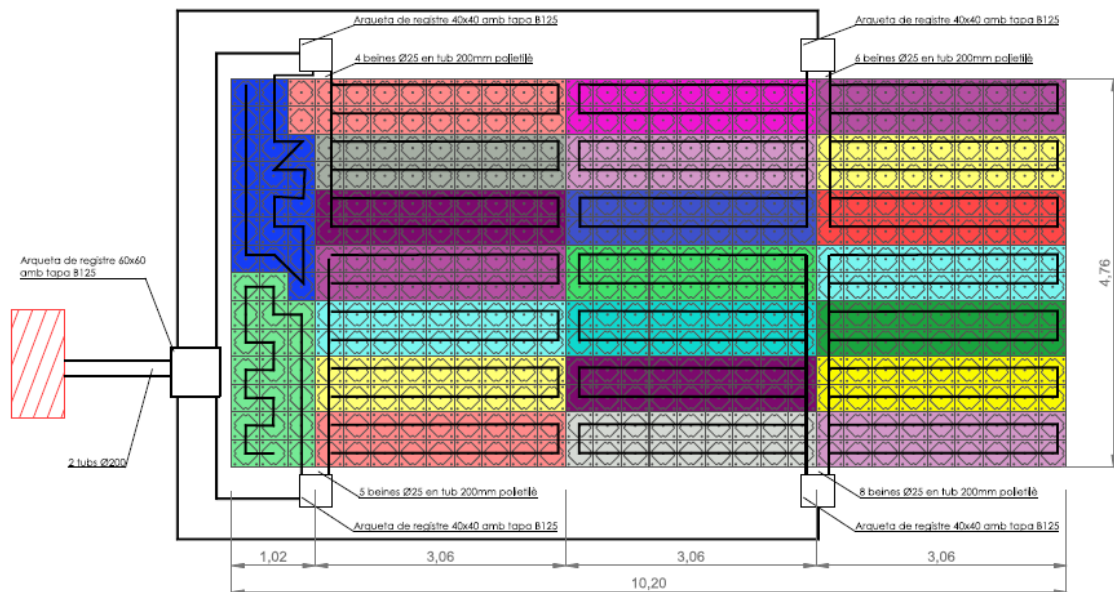 Arqueta de registre 40x40 amb tapa B125
Arqueta de registre 40x40 amb tapa B125
4 beines Ø25 en tub 200mm polietilè
6 beines Ø25 en tub 200mm polietilè
Arqueta de registre 60x60
amb tapa B125
4,76
2 tubs Ø200
5 beines Ø25 en tub 200mm polietilè
8 beines Ø25 en tub 200mm polietilè
Arqueta de registre 40x40 amb tapa B125
Arqueta de registre 40x40 amb tapa B125
1,02
3,06
3,06
3,06
10,20